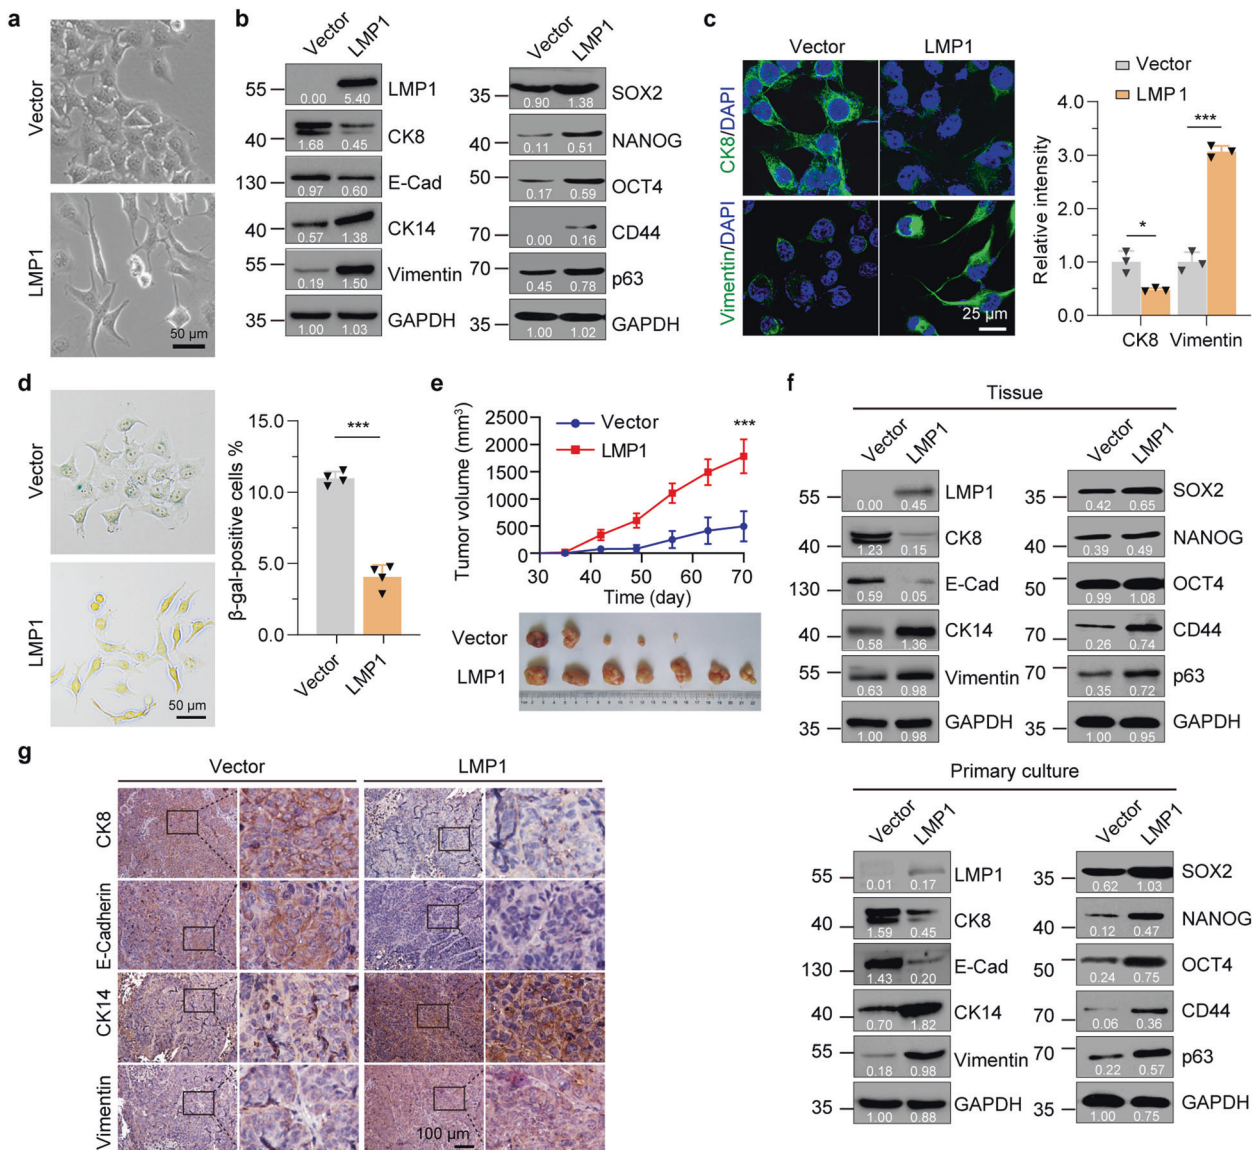 a
Vector
LMP1
50 µm
b
Vector
LMP1
55
0.00 5.40
LMP1
40
1.68 0.45
CK8
130
0.97 0.60
E-Cad
40
0.57 1.38
CK14
55
0.19 1.50
Vimentin
35
1.00 1.03
GAPDH
Vector
LMP1
35
0.90 1.38
SOX2
40
0.11 0.51
NANOG
50
0.17 0.59
OCT4
70
0.00 0.16
CD44
70
0.45 0.78
p63
35
1.00 1.02
GAPDH
c
Vector
LMP1
CK8/DAPI
Vimentin/DAPI
25 µm
Vector
LMP1
Relative intensity
4.0
3.0
2.0
1.0
0.0
*
***
CK8 Vimentin
d
Vector
LMP1
50 µm
β-gal-positive cells %
15.0
10.0
5.0
0.0
***
Vector
LMP1
e
Tumor volume (mm³)
2500
2000
1500
1000
500
0
Vector
LMP1
***
30 40 50 60 70
Time (day)
Vector
LMP1
f
Tissue
Vector
LMP1
55
0.00 0.45
LMP1
40
1.23 0.15
CK8
130
0.59 0.05
E-Cad
40
0.58 1.36
CK14
55
0.63 0.98
Vimentin
35
1.00 0.98
GAPDH
Vector
LMP1
35
0.42 0.65
SOX2
40
0.39 0.49
NANOG
50
0.99 1.08
OCT4
70
0.26 0.74
CD44
70
0.35 0.72
p63
35
1.00 0.95
GAPDH
Primary culture
Vector
LMP1
55
0.01 0.17
LMP1
40
1.59 0.45
CK8
130
1.43 0.20
E-Cad
40
0.70 1.82
CK14
55
0.18 0.98
Vimentin
35
1.00 0.88
GAPDH
Vector
LMP1
35
0.62 1.03
SOX2
40
0.12 0.47
NANOG
50
0.24 0.75
OCT4
70
0.06 0.36
CD44
70
0.22 0.57
p63
35
1.00 0.75
GAPDH
g
Vector
LMP1
CK8
E-Cadherin
CK14
Vimentin
100 µm